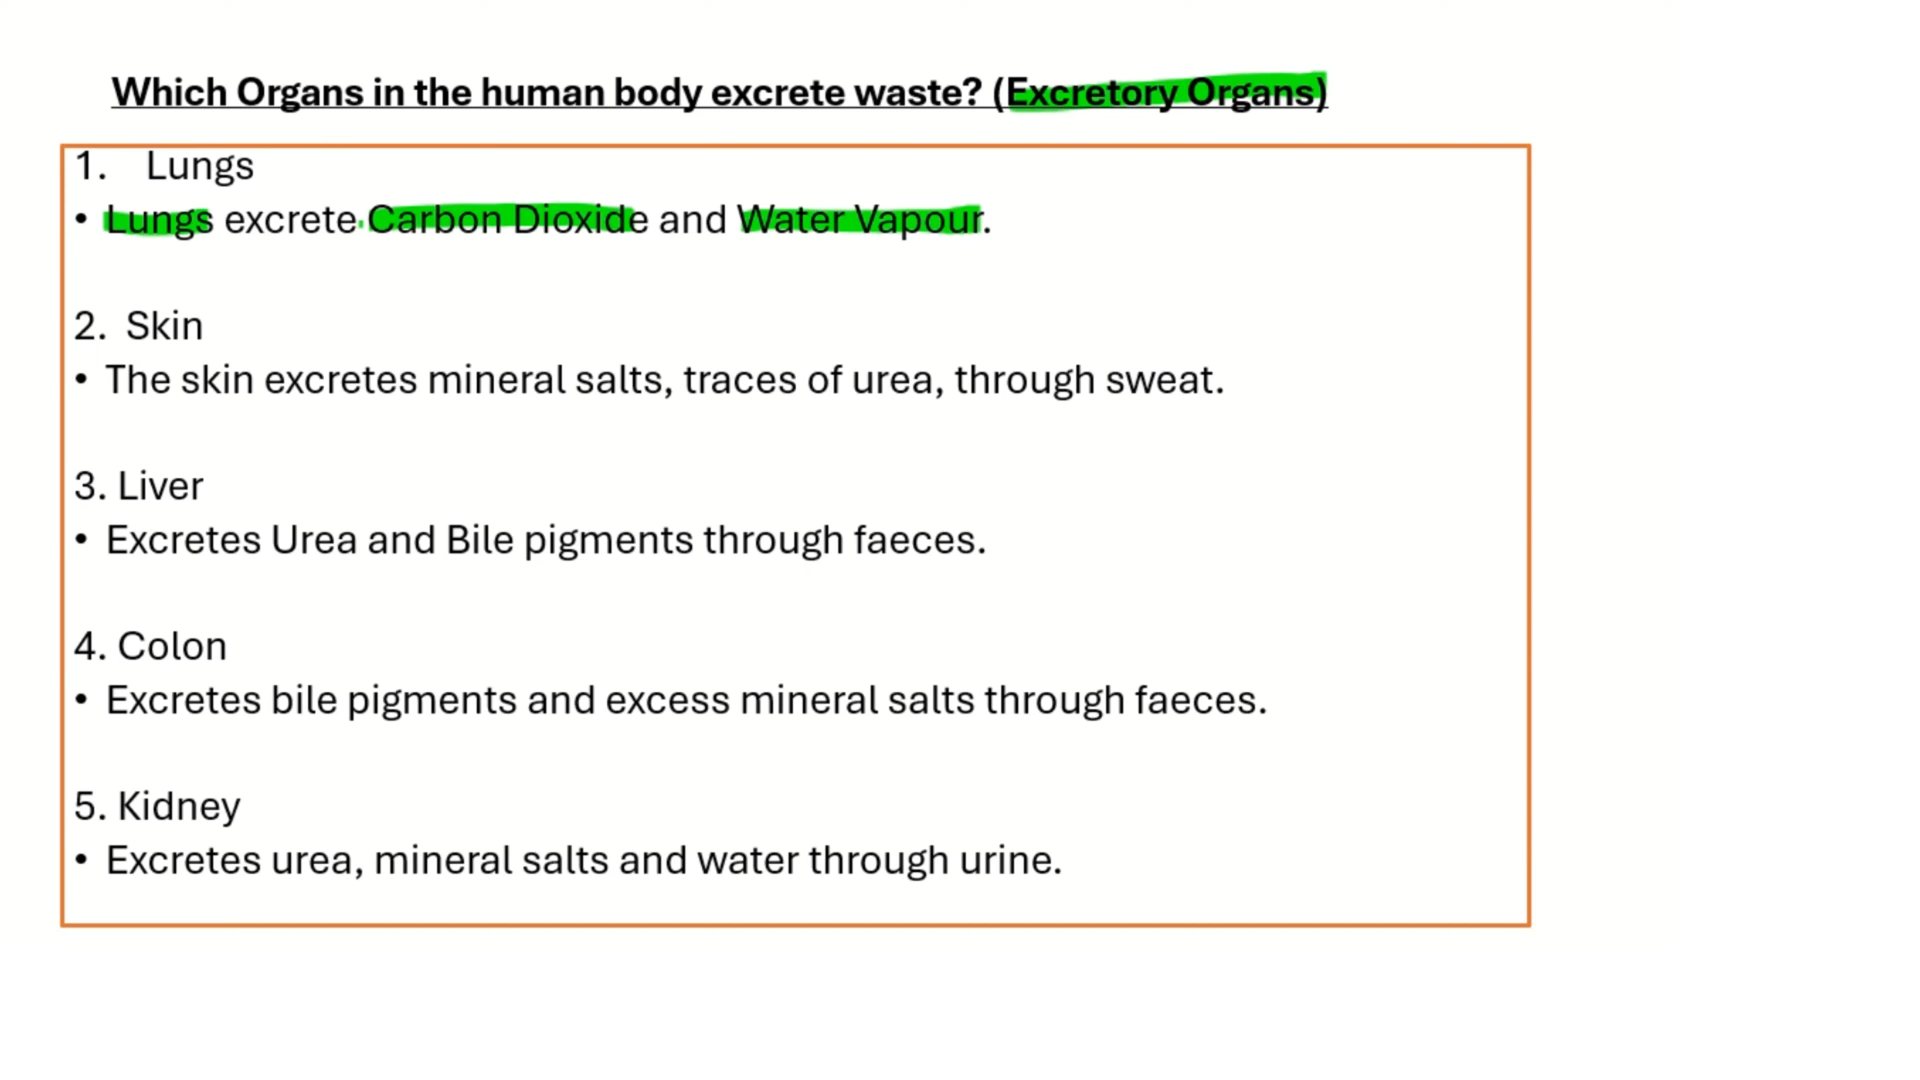 Which Organs in the human body excrete waste? (Excretory Organs)
1. Lungs
• Lungs excrete Carbon Dioxide and Water Vapour.
2. Skin
• The skin excretes mineral salts, traces of urea, through sweat.
3. Liver
• Excretes Urea and Bile pigments through faeces.
4. Colon
• Excretes bile pigments and excess mineral salts through faeces.
5. Kidney
• Excretes urea, mineral salts and water through urine.